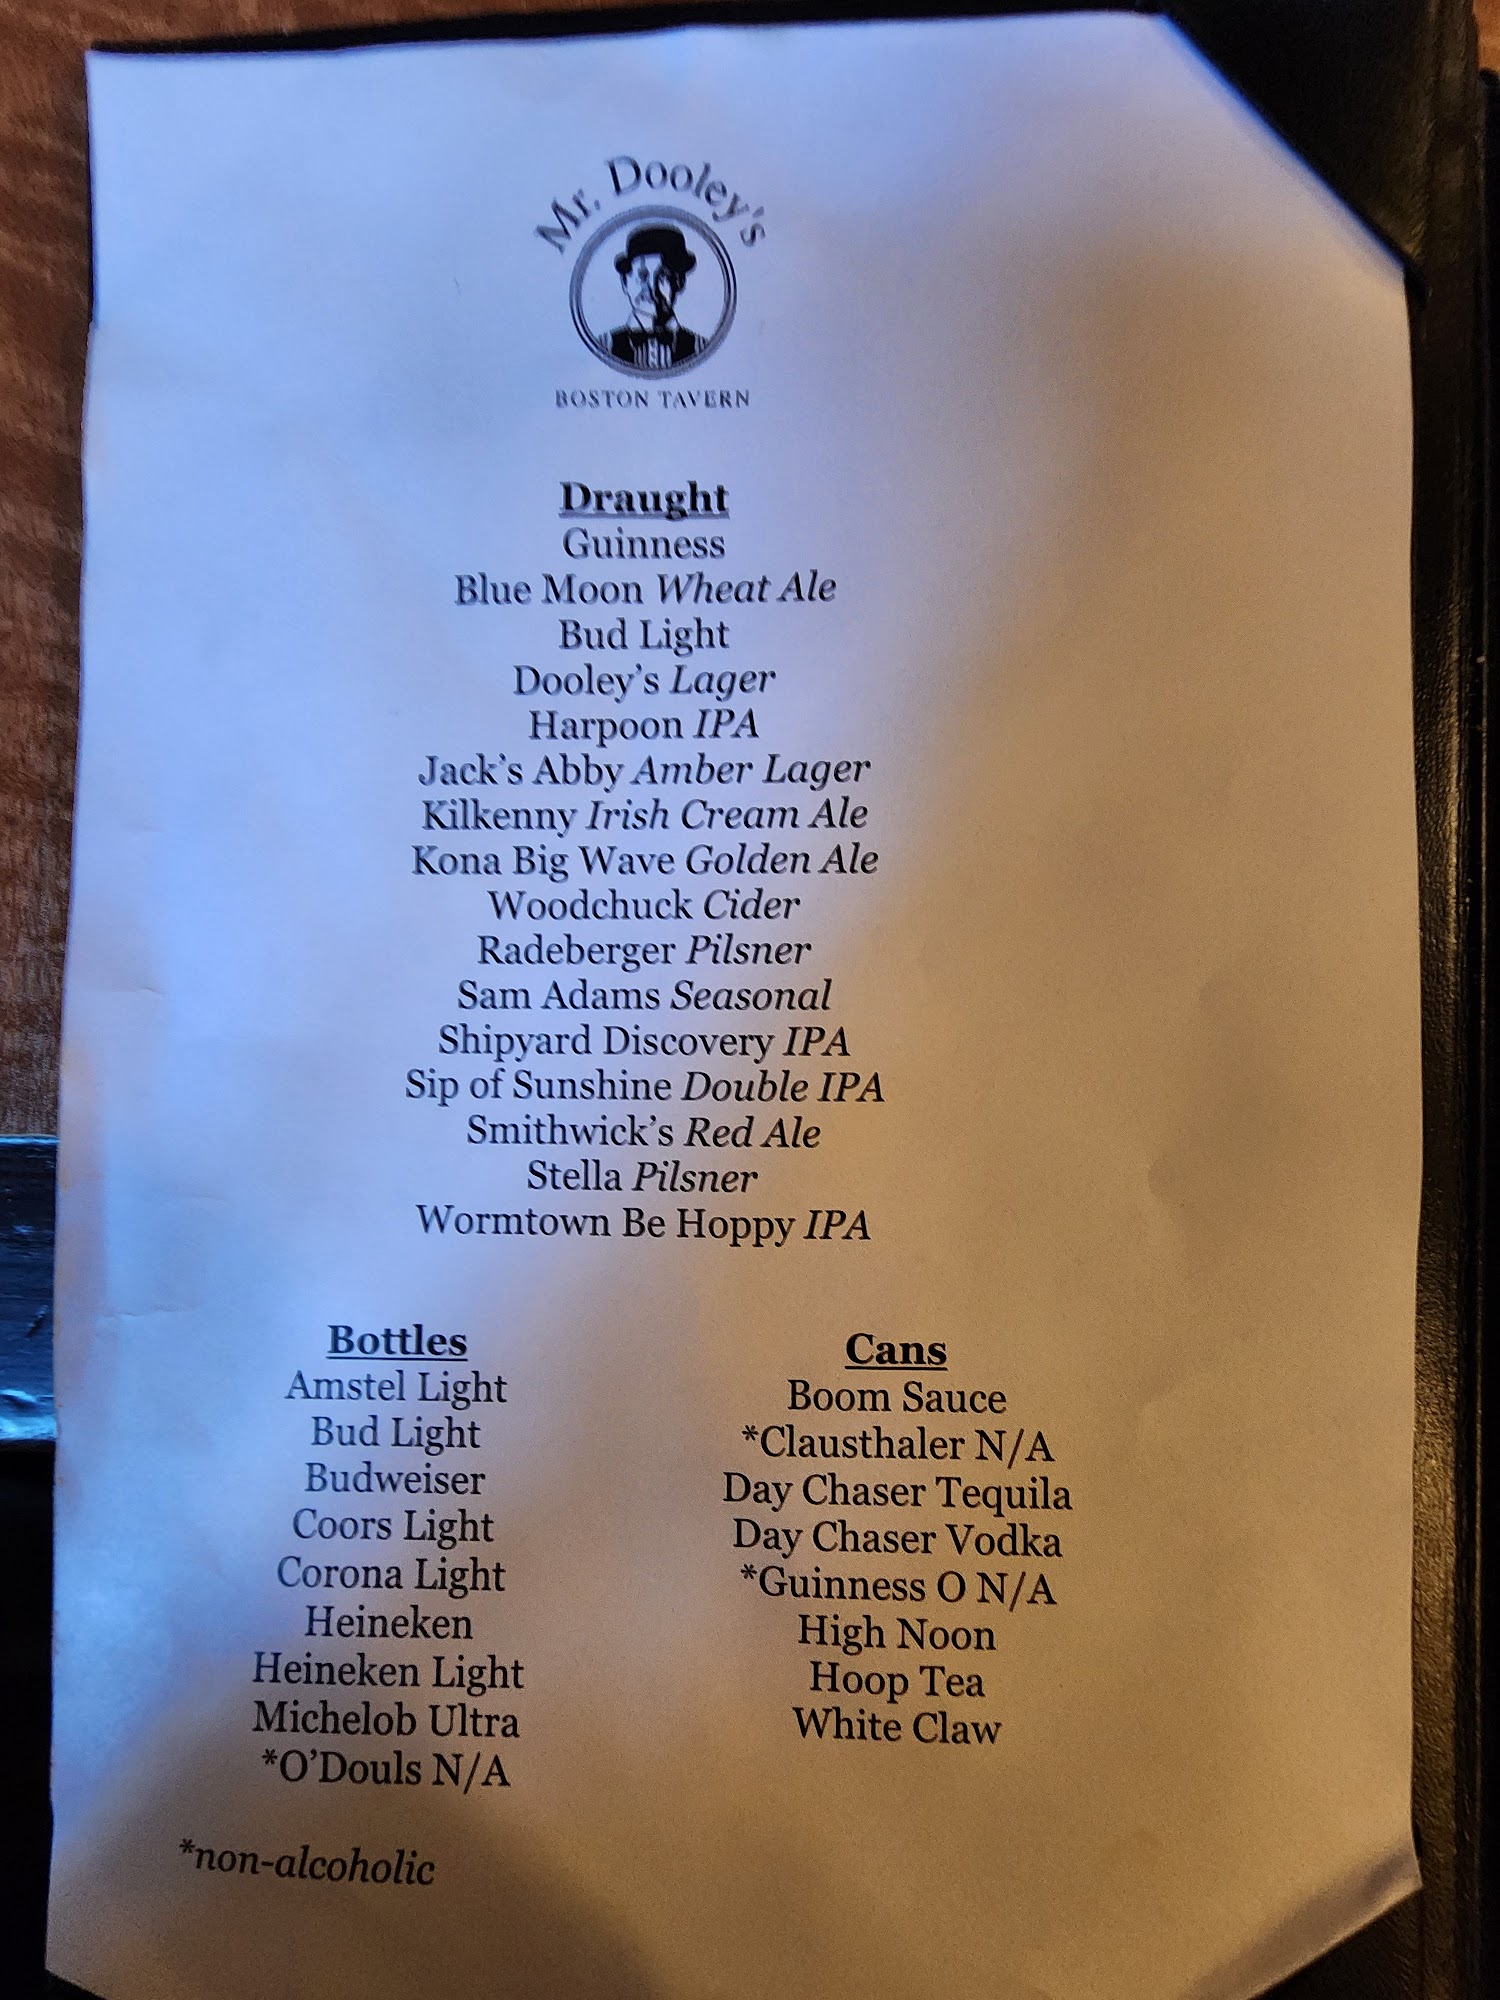 Mr. Dooley's
BOSTON TAVERN
Draught
Guinness
Blue Moon Wheat Ale
Bud Light
Dooley's Lager
Harpoon IPA
Jack's Abby Amber Lager
Kilkenny Irish Cream Ale
Kona Big Wave Golden Ale
Woodchuck Cider
Radeberger Pilsner
Sam Adams Seasonal
Shipyard Discovery IPA
Sip of Sunshine Double IPA
Smithwick's Red Ale
Stella Pilsner
Wormtown Be Hoppy IPA
Bottles
Amstel Light
Bud Light
Budweiser
Coors Light
Corona Light
Heineken
Heineken Light
Michelob Ultra
*O'Douls N/A
Cans
Boom Sauce
*Clausthaler N/A
Day Chaser Tequila
Day Chaser Vodka
*Guinness O N/A
High Noon
Hoop Tea
White Claw
*non-alcoholic